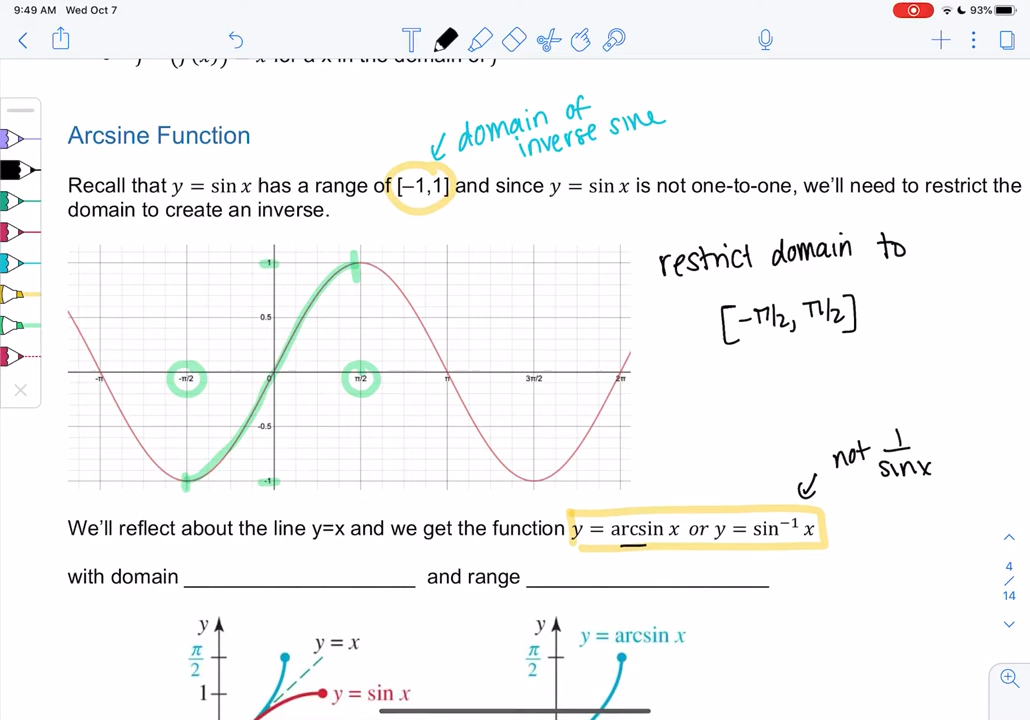 9:49 AM Wed Oct 7
93%
T
Arcsine Function
domain of
inverse sine
Recall that y = sin x has a range of [−1,1] and since y = sin x is not one-to-one, we'll need to restrict the
domain to create an inverse.
restrict domain to
[-π/2, π/2]
1
0.5
-π
-π/2
0
π/2
π
3π/2
2π
-0.5
-1
not 1/sinx
We'll reflect about the line y=x and we get the function y = arcsin x or y = sin⁻¹ x
with domain ____________ and range ____________
4
/
14
y
π/2
1
y = x
y = sin x
y
π/2
y = arcsin x